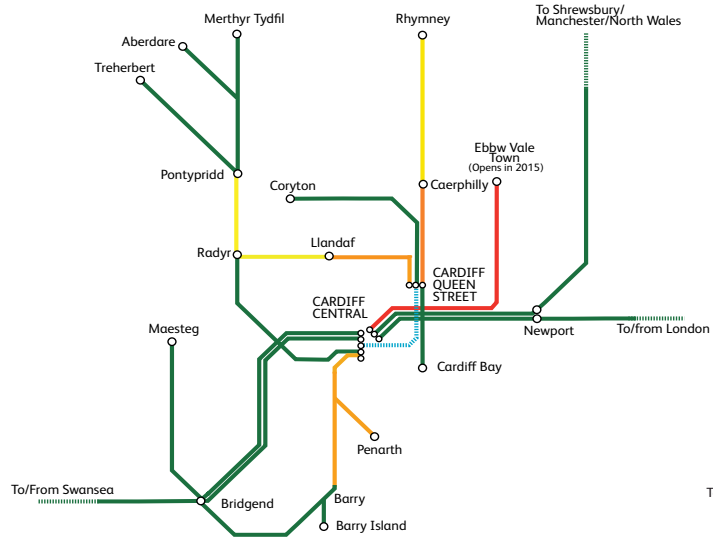 To Shrewsbury/
Manchester/North Wales
Merthyr Tydfil
Rhymney
Aberdare
Treherbert
Ebbw Vale
Town
(Opens in 2015)
Pontypridd
Coryton
Caerphilly
Llandaf
Radyr
CARDIFF
QUEEN
STREET
CARDIFF
CENTRAL
Maesteg
Newport
To/from London
Cardiff Bay
Penarth
To/From Swansea
Bridgend
Barry
T
Barry Island